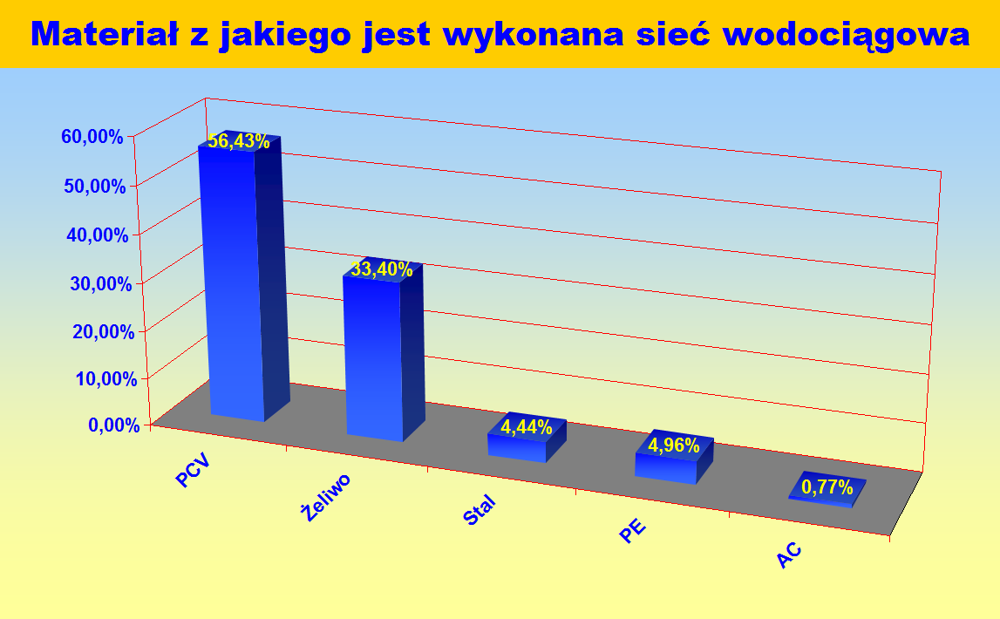 Materiał z jakiego jest wykonana sieć wodociągowa
60,00%
50,00%
40,00%
30,00%
20,00%
10,00%
0,00%
56,43%
33,40%
4,44%
4,96%
0,77%
PCV
Żeliwo
Stal
PE
AC